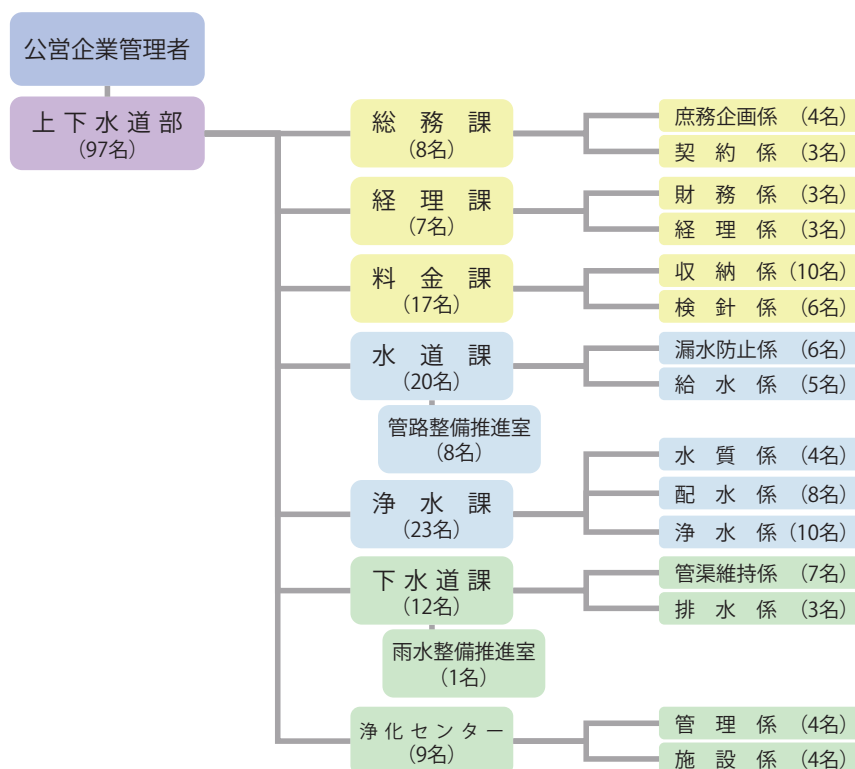 公営企業管理者
上下水道部
（97名）
総務課
（8名）
庶務企画係（4名）
契約係（3名）
経理課
（7名）
財務係（3名）
経理係（3名）
料金課
（17名）
収納係（10名）
検針係（6名）
水道課
（20名）
漏水防止係（6名）
給水係（5名）
管路整備推進室
（8名）
浄水課
（23名）
水質係（4名）
配水係（8名）
浄水係（10名）
下水道課
（12名）
管渠維持係（7名）
排水係（3名）
雨水整備推進室
（1名）
浄化センター
（9名）
管理係（4名）
施設係（4名）